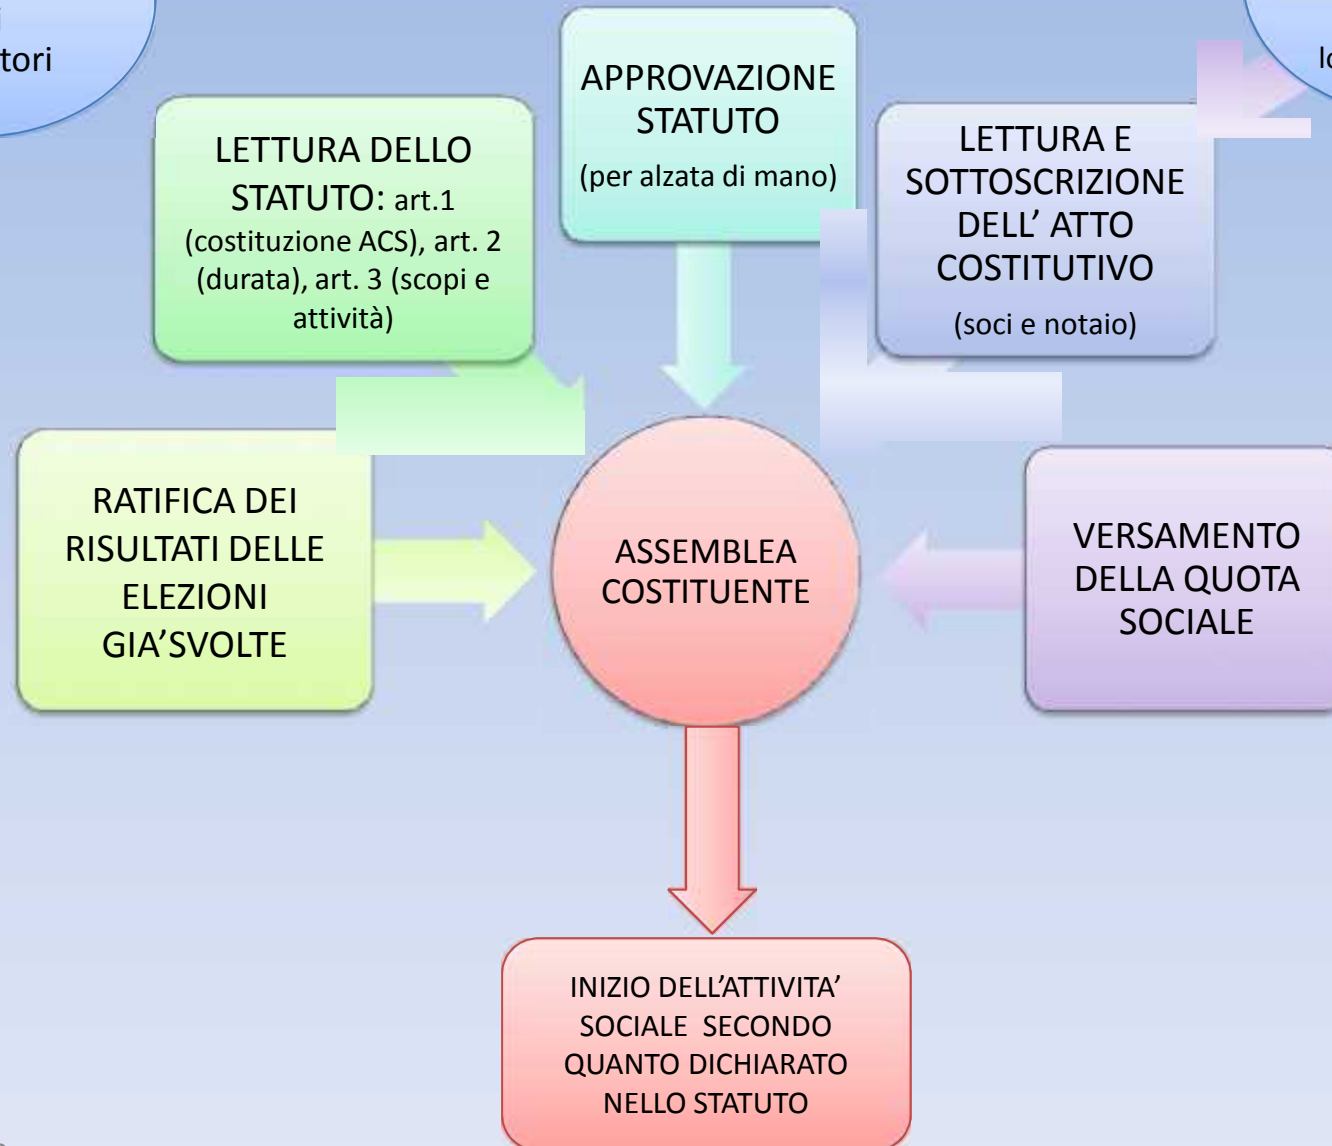 APPROVAZIONE
STATUTO
(per alzata di mano)
LETTURA DELLO
STATUTO: art.1
(costituzione ACS), art. 2
(durata), art. 3 (scopi e
attività)
LETTURA E
SOTTOSCRIZIONE
DELL’ ATTO
COSTITUTIVO
(soci e notaio)
RATIFICA DEI
RISULTATI DELLE
ELEZIONI
GIA’SVOLTE
ASSEMBLEA
COSTITUENTE
VERSAMENTO
DELLA QUOTA
SOCIALE
INIZIO DELL’ATTIVITA’
SOCIALE SECONDO
QUANTO DICHIARATO
NELLO STATUTO